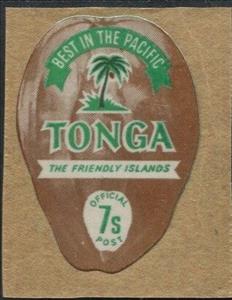 BEST IN THE PACIFIC
TONGA
THE FRIENDLY ISLANDS
OFFICIAL
7s
POST